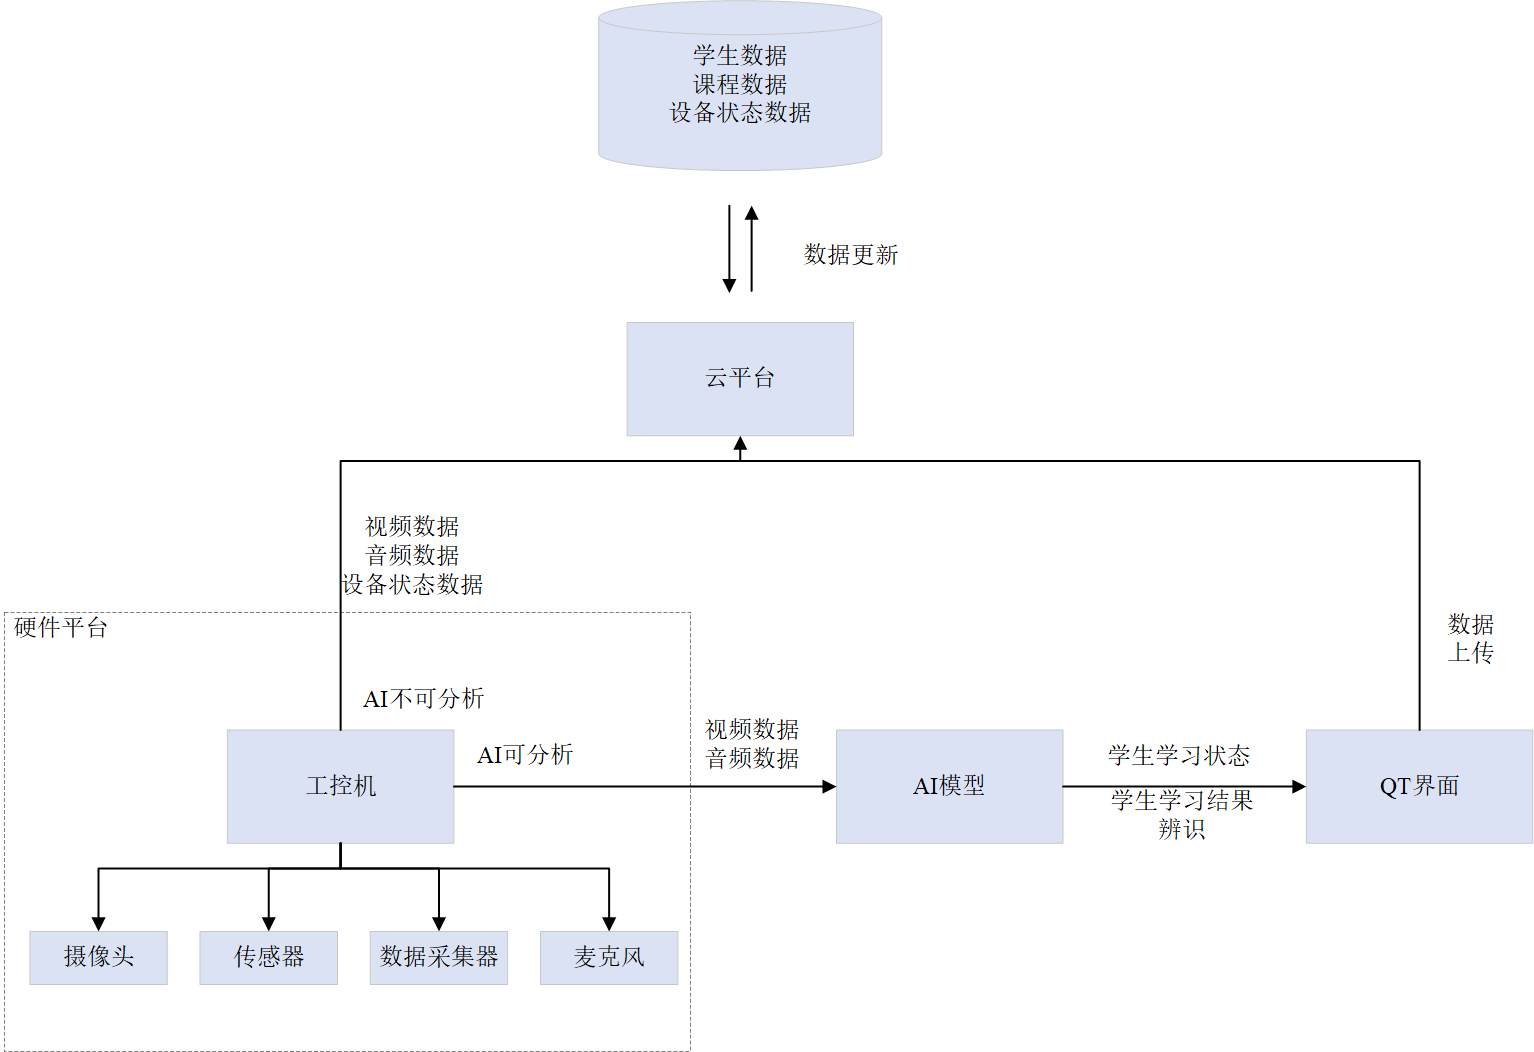 学生数据
课程数据
设备状态数据
数据更新
云平台
视频数据
音频数据
设备状态数据
硬件平台
数据
上传
AI不可分析
AI可分析
视频数据
音频数据
工控机
AI模型
学生学习状态
学生学习结果
辨识
QT界面
摄像头
传感器
数据采集器
麦克风